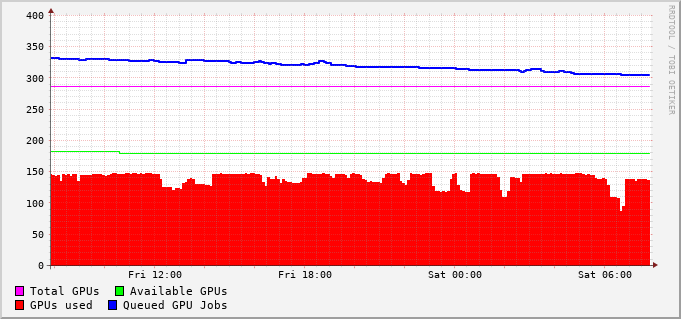 400
350
300
250
200
150
100
50
0
Fri 12:00 Fri 18:00 Sat 00:00 Sat 06:00
Total GPUs Available GPUs
GPUs used Queued GPU Jobs
RRDTOOL / TOBI OETIKER